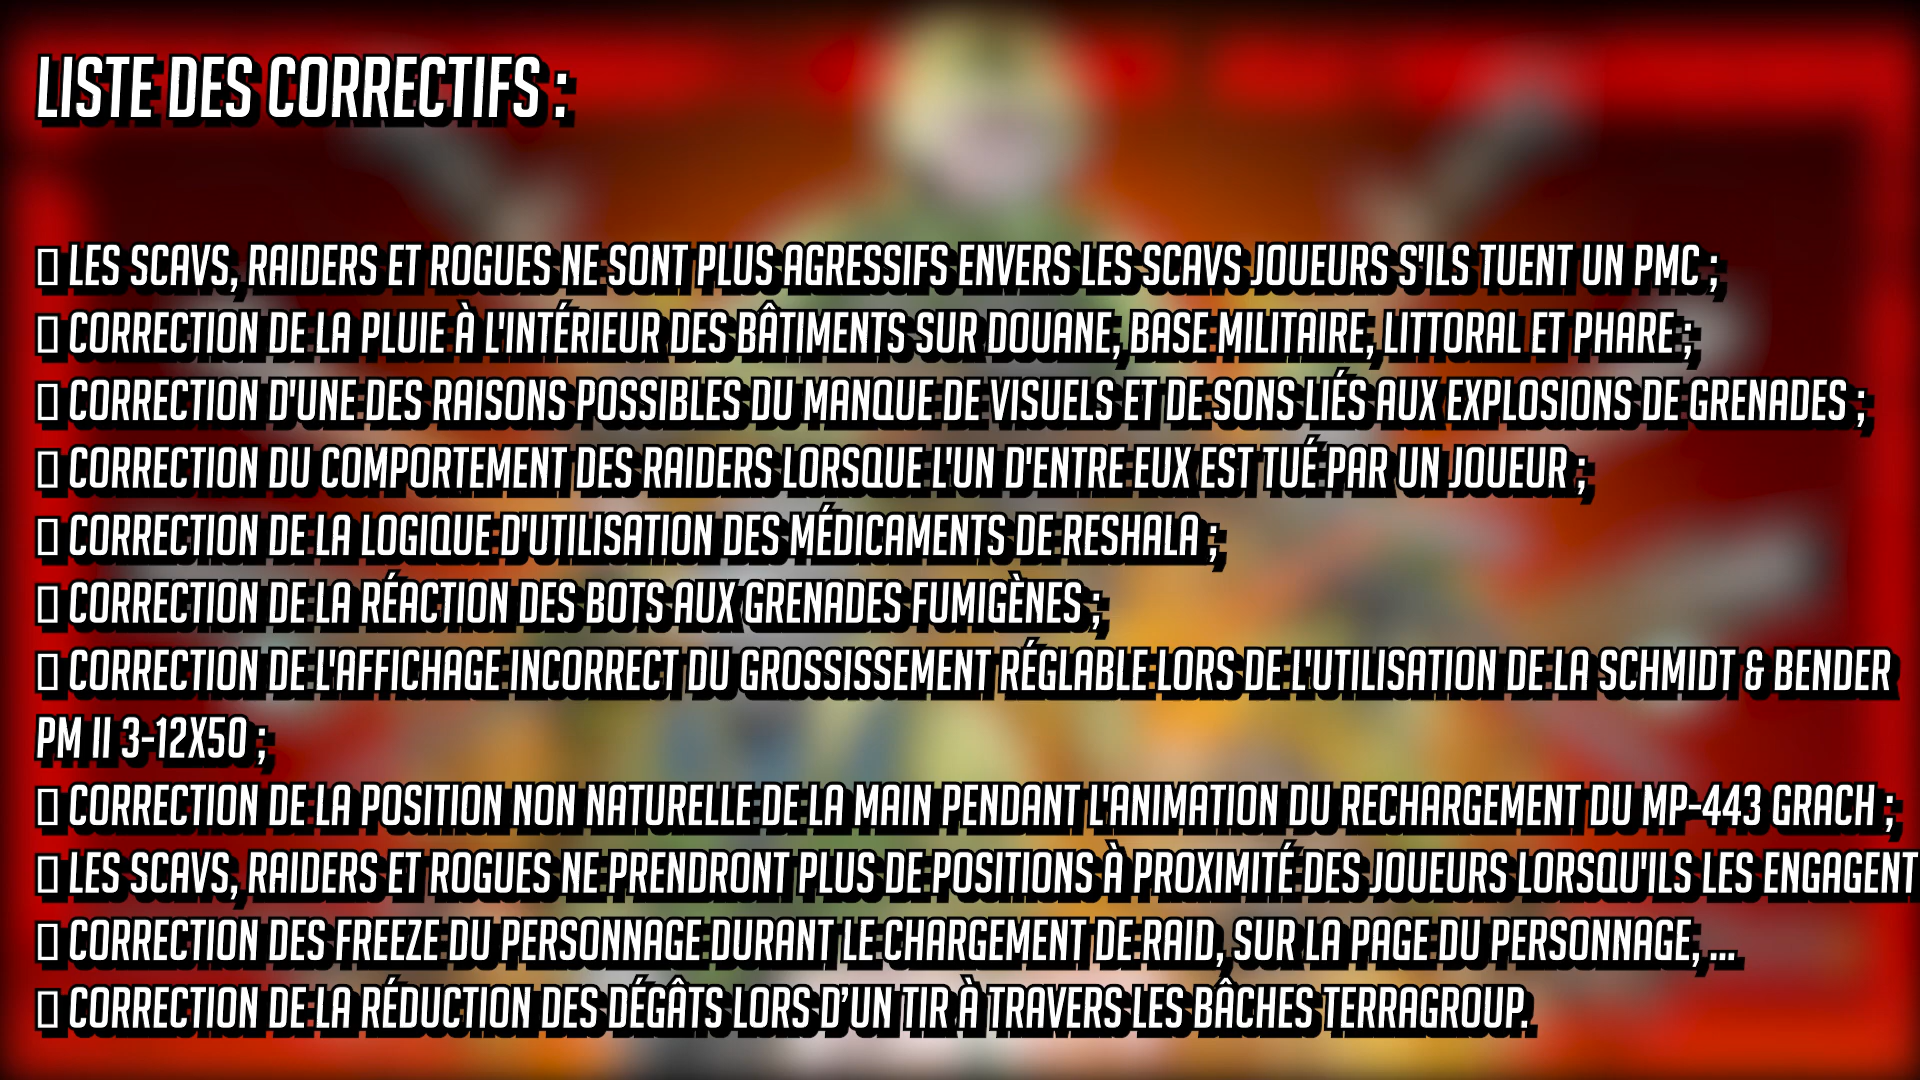 LISTE DES CORRECTIFS :
▯ LES SCAVS, RAIDERS ET ROGUES NE SONT PLUS AGRESSIFS ENVERS LES SCAVS JOUEURS S'ILS TUENT UN PMC ;
▯ CORRECTION DE LA PLUIE À L'INTÉRIEUR DES BÂTIMENTS SUR DOUANE, BASE MILITAIRE, LITTORAL ET PHARE ;
▯ CORRECTION D'UNE DES RAISONS POSSIBLES DU MANQUE DE VISUELS ET DE SONS LIÉS AUX EXPLOSIONS DE GRENADES ;
▯ CORRECTION DU COMPORTEMENT DES RAIDERS LORSQUE L'UN D'ENTRE EUX EST TUÉ PAR UN JOUEUR ;
▯ CORRECTION DE LA LOGIQUE D'UTILISATION DES MÉDICAMENTS DE RESHALA ;
▯ CORRECTION DE LA RÉACTION DES BOTS AUX GRENADES FUMIGÈNES ;
▯ CORRECTION DE L'AFFICHAGE INCORRECT DU GROSSISSEMENT RÉGLABLE LORS DE L'UTILISATION DE LA SCHMIDT & BENDER
PM II 3-12X50 ;
▯ CORRECTION DE LA POSITION NON NATURELLE DE LA MAIN PENDANT L'ANIMATION DU RECHARGEMENT DU MP-443 GRACH ;
▯ LES SCAVS, RAIDERS ET ROGUES NE PRENDRONT PLUS DE POSITIONS À PROXIMITÉ DES JOUEURS LORSQU'ILS LES ENGAGENT
▯ CORRECTION DES FREEZE DU PERSONNAGE DURANT LE CHARGEMENT DE RAID, SUR LA PAGE DU PERSONNAGE, ...
▯ CORRECTION DE LA RÉDUCTION DES DÉGÂTS LORS D’UN TIR À TRAVERS LES BÂCHES TERRAGROUP.